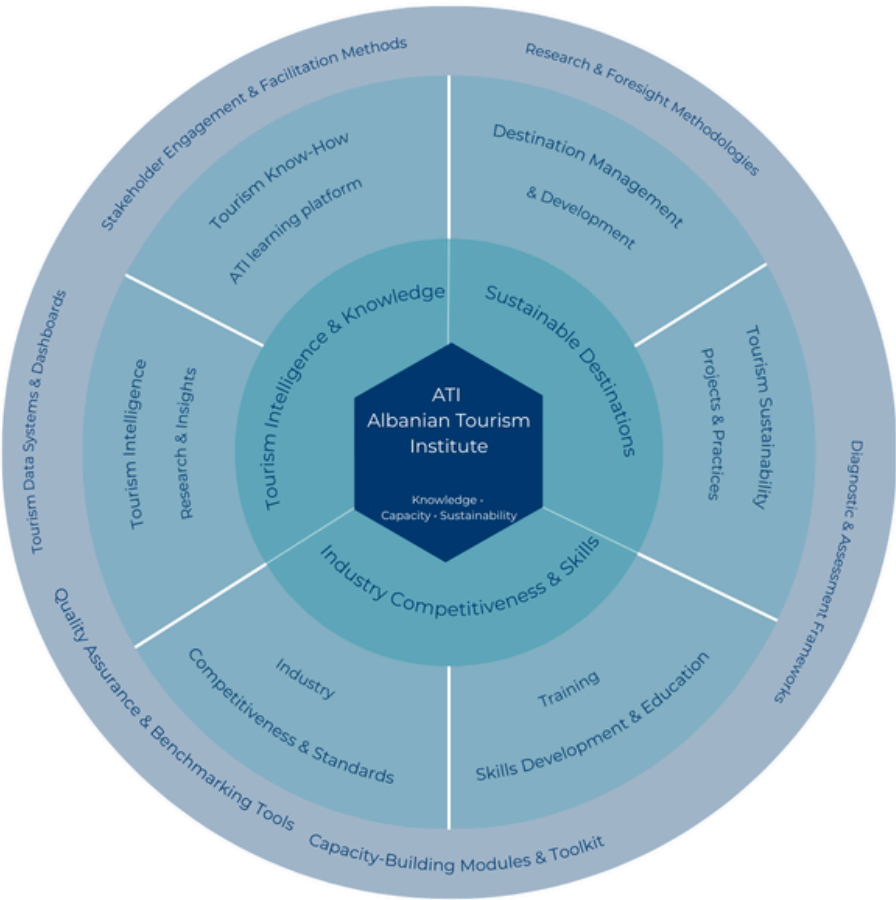 Stakeholder Engagement & Facilitation Methods
Research & Foresight Methodologies
Tourism Know-How
ATI learning platform
Destination Management
& Development
Tourism Data Systems & Dashboards
Tourism Intelligence
Research & Insights
Tourism Intelligence & Knowledge
Sustainable Destinations
Projects & Practices
Tourism Sustainability
Diagnostic & Assessment Frameworks
ATI
Albanian Tourism
Institute
Knowledge •
Capacity • Sustainability
Industry Competitiveness & Skills
Industry
Competitiveness & Standards
Training
Skills Development & Education
Quality Assurance & Benchmarking Tools
Capacity-Building Modules & Toolkit